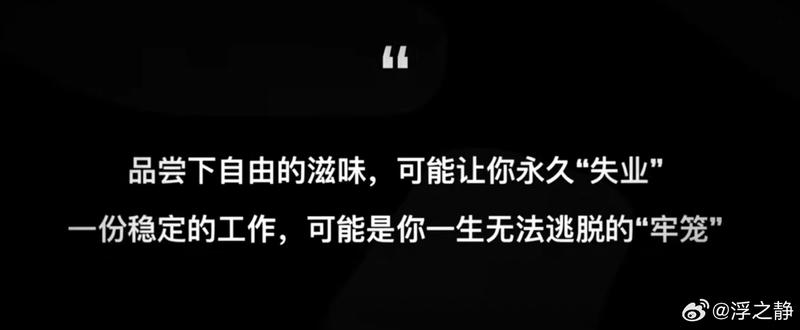 “
品尝下自由的滋味，可能让你永久“失业”
一份稳定的工作，可能是你一生无法逃脱的“牢笼”
@浮之静